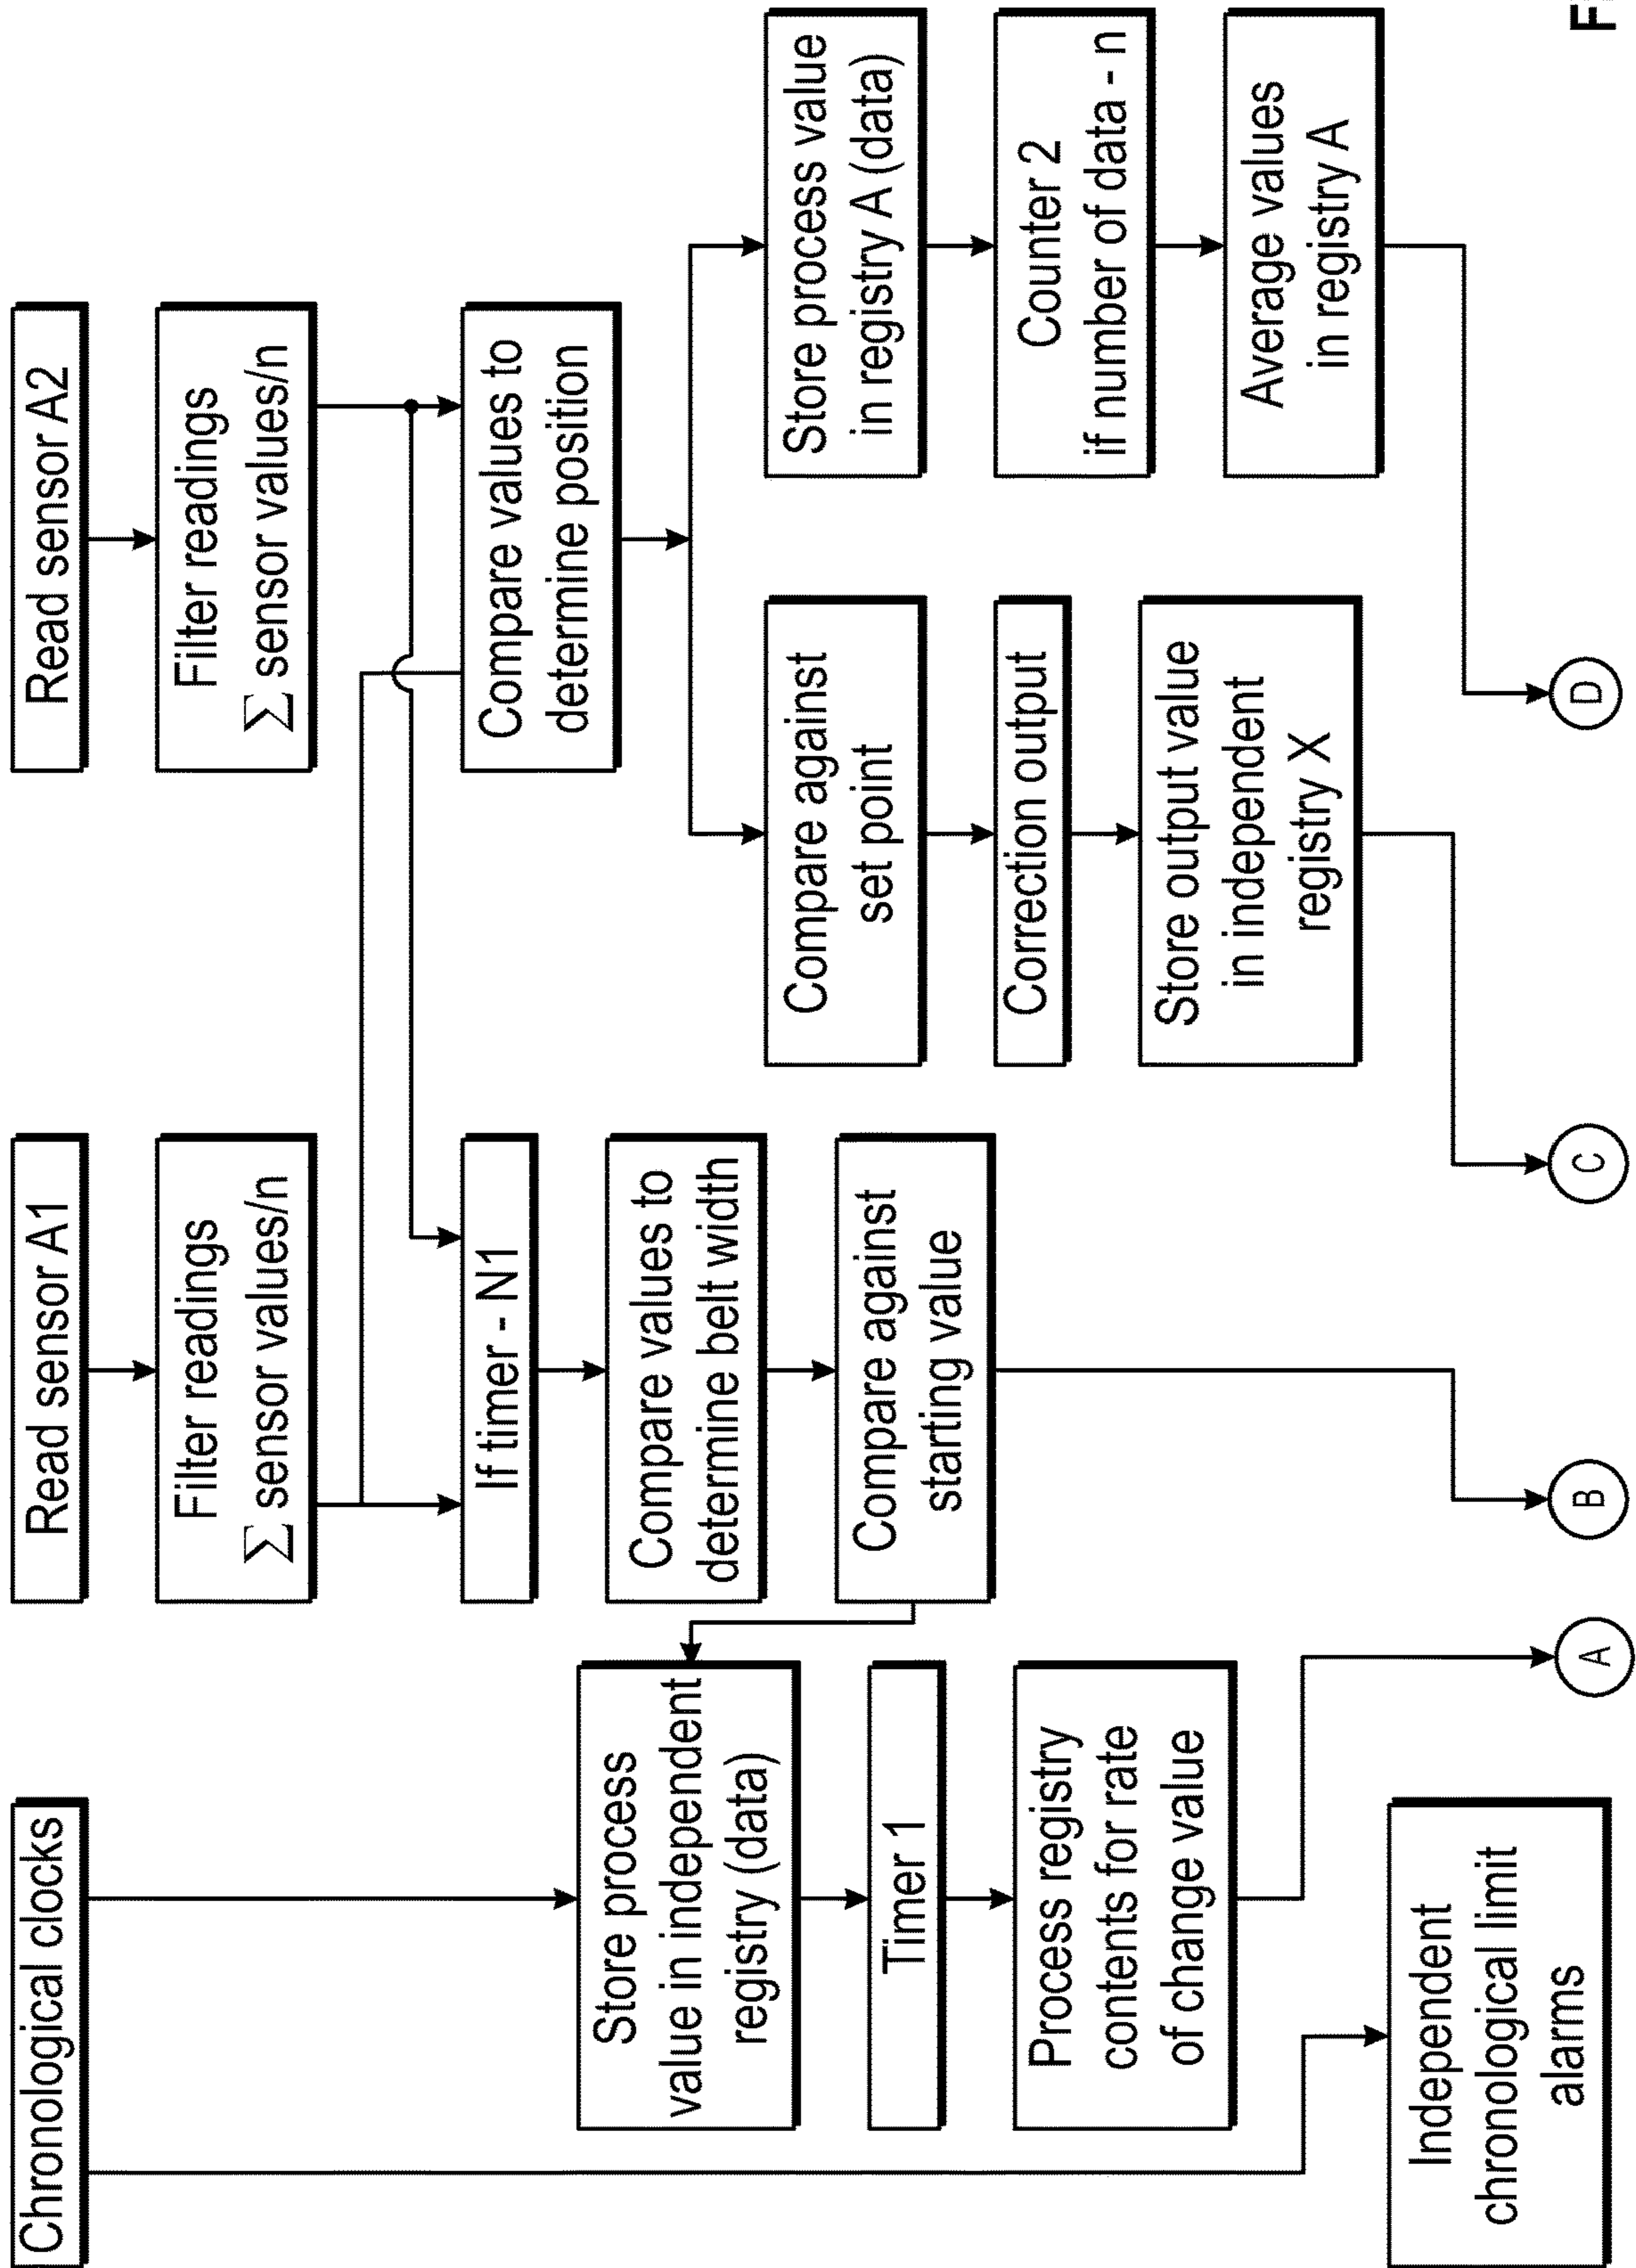 Chronological clocks
Read sensor A1
Read sensor A2
Filter readings
∑ sensor values/n
Filter readings
∑ sensor values/n
If timer - N1
Compare values to
determine position
Store process
value in independent
registry (data)
Compare values to
determine belt width
Compare against
set point
Store process value
in registry A (data)
Timer 1
Compare against
starting value
Correction output
Counter 2
if number of data - n
Process registry
contents for rate
of change value
Store output value
in independent
registry X
Average values
in registry A
Independent
chronological limit
alarms
A
B
C
D
F